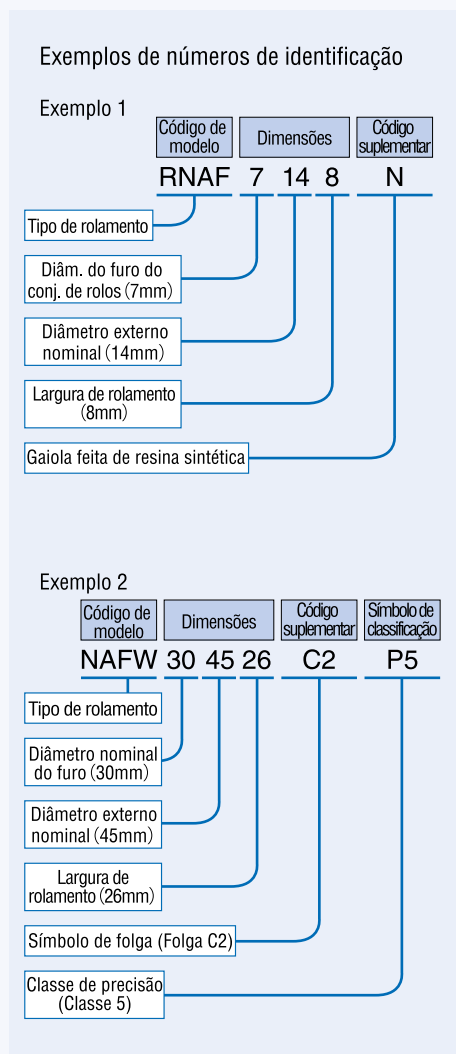 Exemplos de números de identificação
Exemplo 1
Código de
modelo
Dimensões
Código
suplementar
RNAF 7 14 8 N
Tipo de rolamento
Diâm. do furo do
conj. de rolos (7mm)
Diâmetro externo
nominal (14mm)
Largura de rolamento
(8mm)
Gaiola feita de resina sintética
Exemplo 2
Código de
modelo
Dimensões
Código
suplementar
Símbolo de
classificação
NAFW 30 45 26 C2 P5
Tipo de rolamento
Diâmetro nominal
do furo (30mm)
Diâmetro externo
nominal (45mm)
Largura de
rolamento (26mm)
Símbolo de folga (Folga C2)
Classe de precisão
(Classe 5)